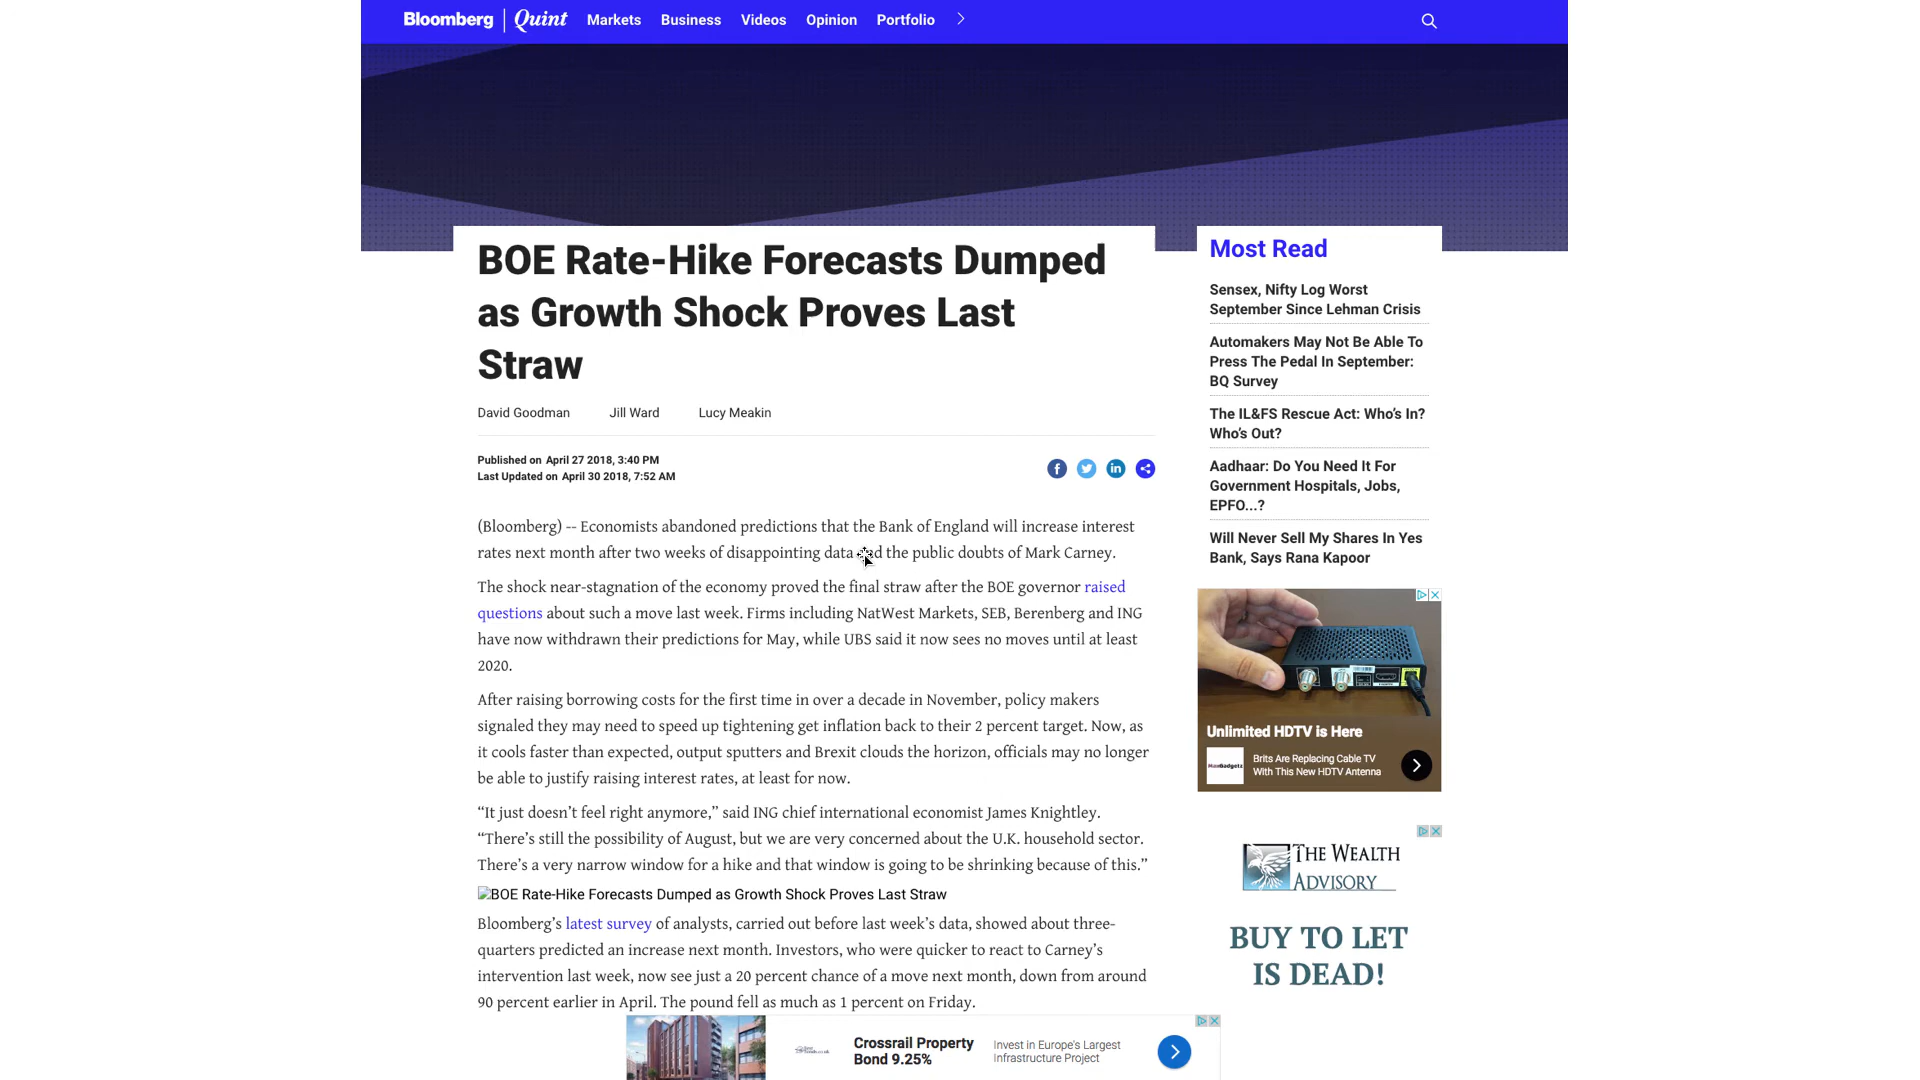 Bloomberg | Quint Markets Business Videos Opinion Portfolio
BOE Rate-Hike Forecasts Dumped
as Growth Shock Proves Last
Straw
David Goodman Jill Ward Lucy Meakin
Published on April 27 2018, 3:40 PM
Last Updated on April 30 2018, 7:52 AM
(Bloomberg) -- Economists abandoned predictions that the Bank of England will increase interest
rates next month after two weeks of disappointing data and the public doubts of Mark Carney.
The shock near-stagnation of the economy proved the final straw after the BOE governor raised
questions about such a move last week. Firms including NatWest Markets, SEB, Berenberg and ING
have now withdrawn their predictions for May, while UBS said it now sees no moves until at least
2020.
After raising borrowing costs for the first time in over a decade in November, policy makers
signaled they may need to speed up tightening get inflation back to their 2 percent target. Now, as
it cools faster than expected, output sputters and Brexit clouds the horizon, officials may no longer
be able to justify raising interest rates, at least for now.
“It just doesn’t feel right anymore,” said ING chief international economist James Knightley.
“There’s still the possibility of August, but we are very concerned about the U.K. household sector.
There’s a very narrow window for a hike and that window is going to be shrinking because of this.”
BOE Rate-Hike Forecasts Dumped as Growth Shock Proves Last Straw
Bloomberg’s latest survey of analysts, carried out before last week’s data, showed about three-
quarters predicted an increase next month. Investors, who were quicker to react to Carney’s
intervention last week, now see just a 20 percent chance of a move next month, down from around
90 percent earlier in April. The pound fell as much as 1 percent on Friday.
Most Read
Sensex, Nifty Log Worst
September Since Lehman Crisis
Automakers May Not Be Able To
Press The Pedal In September:
BQ Survey
The IL&FS Rescue Act: Who’s In?
Who’s Out?
Aadhaar: Do You Need It For
Government Hospitals, Jobs,
EPFO...?
Will Never Sell My Shares In Yes
Bank, Says Rana Kapoor
Unlimited HDTV is Here
Brits Are Replacing Cable TV
With This New HDTV Antenna
THE WEALTH
ADVISORY
BUY TO LET
IS DEAD!
Crossrail Property
Bond 9.25%
Invest in Europe's Largest
Infrastructure Project